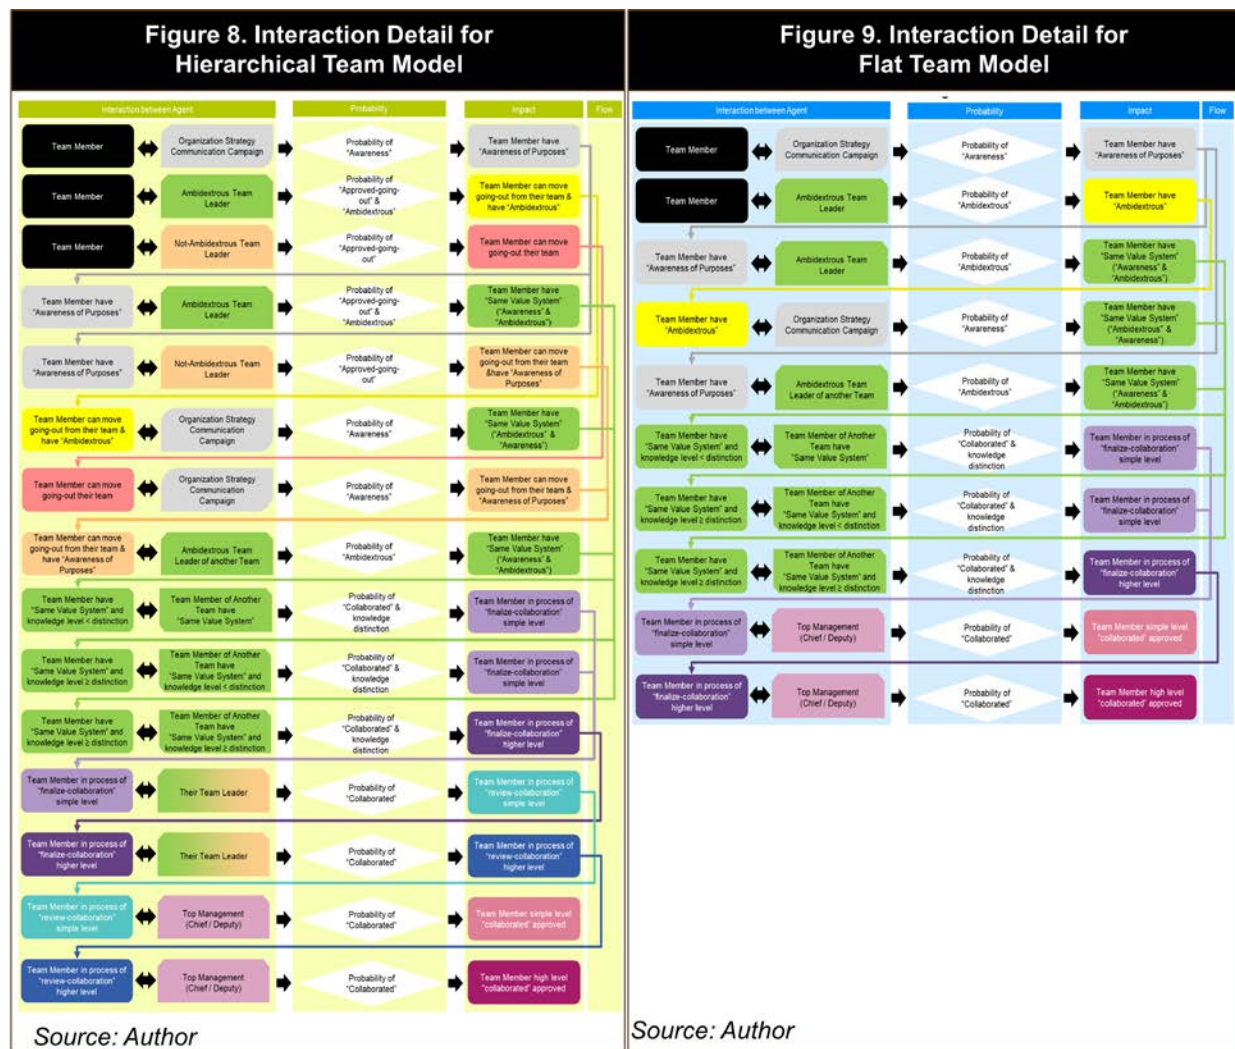 Figure 8. Interaction Detail for
Hierarchical Team Model
Interaction between Agent
Probability
Impact
Flow
Team Member
Organization Strategy
Communication Campaign
Probability of
"Awareness"
Team Member have
"Awareness of Purposes"
Team Member
Ambidextrous Team
Leader
Probability of
"Approved-going-
out" &
"Ambidextrous"
Team Member can move
going-out from their team
& have "Ambidextrous"
Team Member
Not-Ambidextrous Team
Leader
Probability of
"Approved-going-
out"
Team Member can move
going-out their team
Team Member have
"Awareness of Purposes"
Ambidextrous Team
Leader
Probability of
"Approved-going-
out" &
"Ambidextrous"
Team Member have
"Same Value System"
("Awareness" &
"Ambidextrous")
Team Member have
"Awareness of Purposes"
Not-Ambidextrous Team
Leader
Probability of
"Approved-going-
out"
Team Member can move
going-out from their team
&have "Awareness of
Purposes"
Team Member can move
going-out from their team &
have "Ambidextrous"
Organization Strategy
Communication
Campaign
Probability of
"Awareness"
Team Member have
"Same Value System"
("Ambidextrous" &
"Awareness")
Team Member can move
going-out their team
Organization Strategy
Communication
Campaign
Probability of
"Awareness"
Team Member can move
going-out from their team &
"Awareness of Purposes"
Team Member can move
going-out from their team &
have "Awareness of
Purposes"
Ambidextrous Team
Leader of another Team
Probability of
"Ambidextrous"
Team Member have
"Same Value System"
("Awareness" &
"Ambidextrous")
Team Member have
"Same Value System" and
knowledge level < distinction
Team Member of Another
Team have
"Same Value System"
Probability of
"Collaborated" &
knowledge
distinction
Team Member in process of
"finalize-collaboration"
simple level
Team Member have
"Same Value System" and
knowledge level ≥ distinction
Team Member of Another
Team have
"Same Value System" and
knowledge level < distinction
Probability of
"Collaborated" &
knowledge
distinction
Team Member in process of
"finalize-collaboration"
simple level
Team Member have
"Same Value System" and
knowledge level ≥ distinction
Team Member of Another
Team have
"Same Value System" and
knowledge level ≥ distinction
Probability of
"Collaborated" &
knowledge
distinction
Team Member in process of
"finalize-collaboration"
higher level
Team Member in process of
"finalize-collaboration"
simple level
Their Team Leader
Probability of
"Collaborated"
Team Member in process of
"review-collaboration"
simple level
Team Member in process of
"finalize-collaboration"
higher level
Their Team Leader
Probability of
"Collaborated"
Team Member in process of
"review-collaboration"
higher level
Team Member in process of
"review-collaboration"
simple level
Top Management
(Chief / Deputy)
Probability of
"Collaborated"
Team Member simple level
"collaborated" approved
Team Member in process of
"review-collaboration"
higher level
Top Management
(Chief / Deputy)
Probability of
"Collaborated"
Team Member high level
"collaborated" approved
Source: Author
Figure 9. Interaction Detail for
Flat Team Model
Interaction between Agent
Probability
Impact
Flow
Team Member
Organization Strategy
Communication Campaign
Probability of
"Awareness"
Team Member have
"Awareness of Purposes"
Team Member
Ambidextrous Team
Leader
Probability of
"Ambidextrous"
Team Member have
"Ambidextrous"
Team Member have
"Awareness of Purposes"
Ambidextrous Team
Leader
Probability of
"Ambidextrous"
Team Member have
"Same Value System"
("Awareness" &
"Ambidextrous")
Team Member have
"Ambidextrous"
Organization Strategy
Communication Campaign
Probability of
"Awareness"
Team Member have
"Same Value System"
("Ambidextrous" &
"Awareness")
Team Member have
"Awareness of Purposes"
Ambidextrous Team
Leader of another Team
Probability of
"Ambidextrous"
Team Member have
"Same Value System"
("Awareness" &
"Ambidextrous")
Team Member have
"Same Value System" and
knowledge level < distinction
Team Member of Another
Team have
"Same Value System"
Probability of
"Collaborated" &
knowledge
distinction
Team Member in process of
"finalize-collaboration"
simple level
Team Member have
"Same Value System" and
knowledge level ≥ distinction
Team Member of Another
Team have
"Same Value System" and
knowledge level < distinction
Probability of
"Collaborated" &
knowledge
distinction
Team Member in process of
"finalize-collaboration"
simple level
Team Member have
"Same Value System" and
knowledge level ≥ distinction
Team Member of Another
Team have
"Same Value System" and
knowledge level ≥ distinction
Probability of
"Collaborated" &
knowledge
distinction
Team Member in process of
"finalize-collaboration"
higher level
Team Member in process of
"finalize-collaboration"
simple level
Top Management
(Chief / Deputy)
Probability of
"Collaborated"
Team Member simple level
"collaborated" approved
Team Member in process of
"finalize-collaboration"
higher level
Top Management
(Chief / Deputy)
Probability of
"Collaborated"
Team Member high level
"collaborated" approved
Source: Author